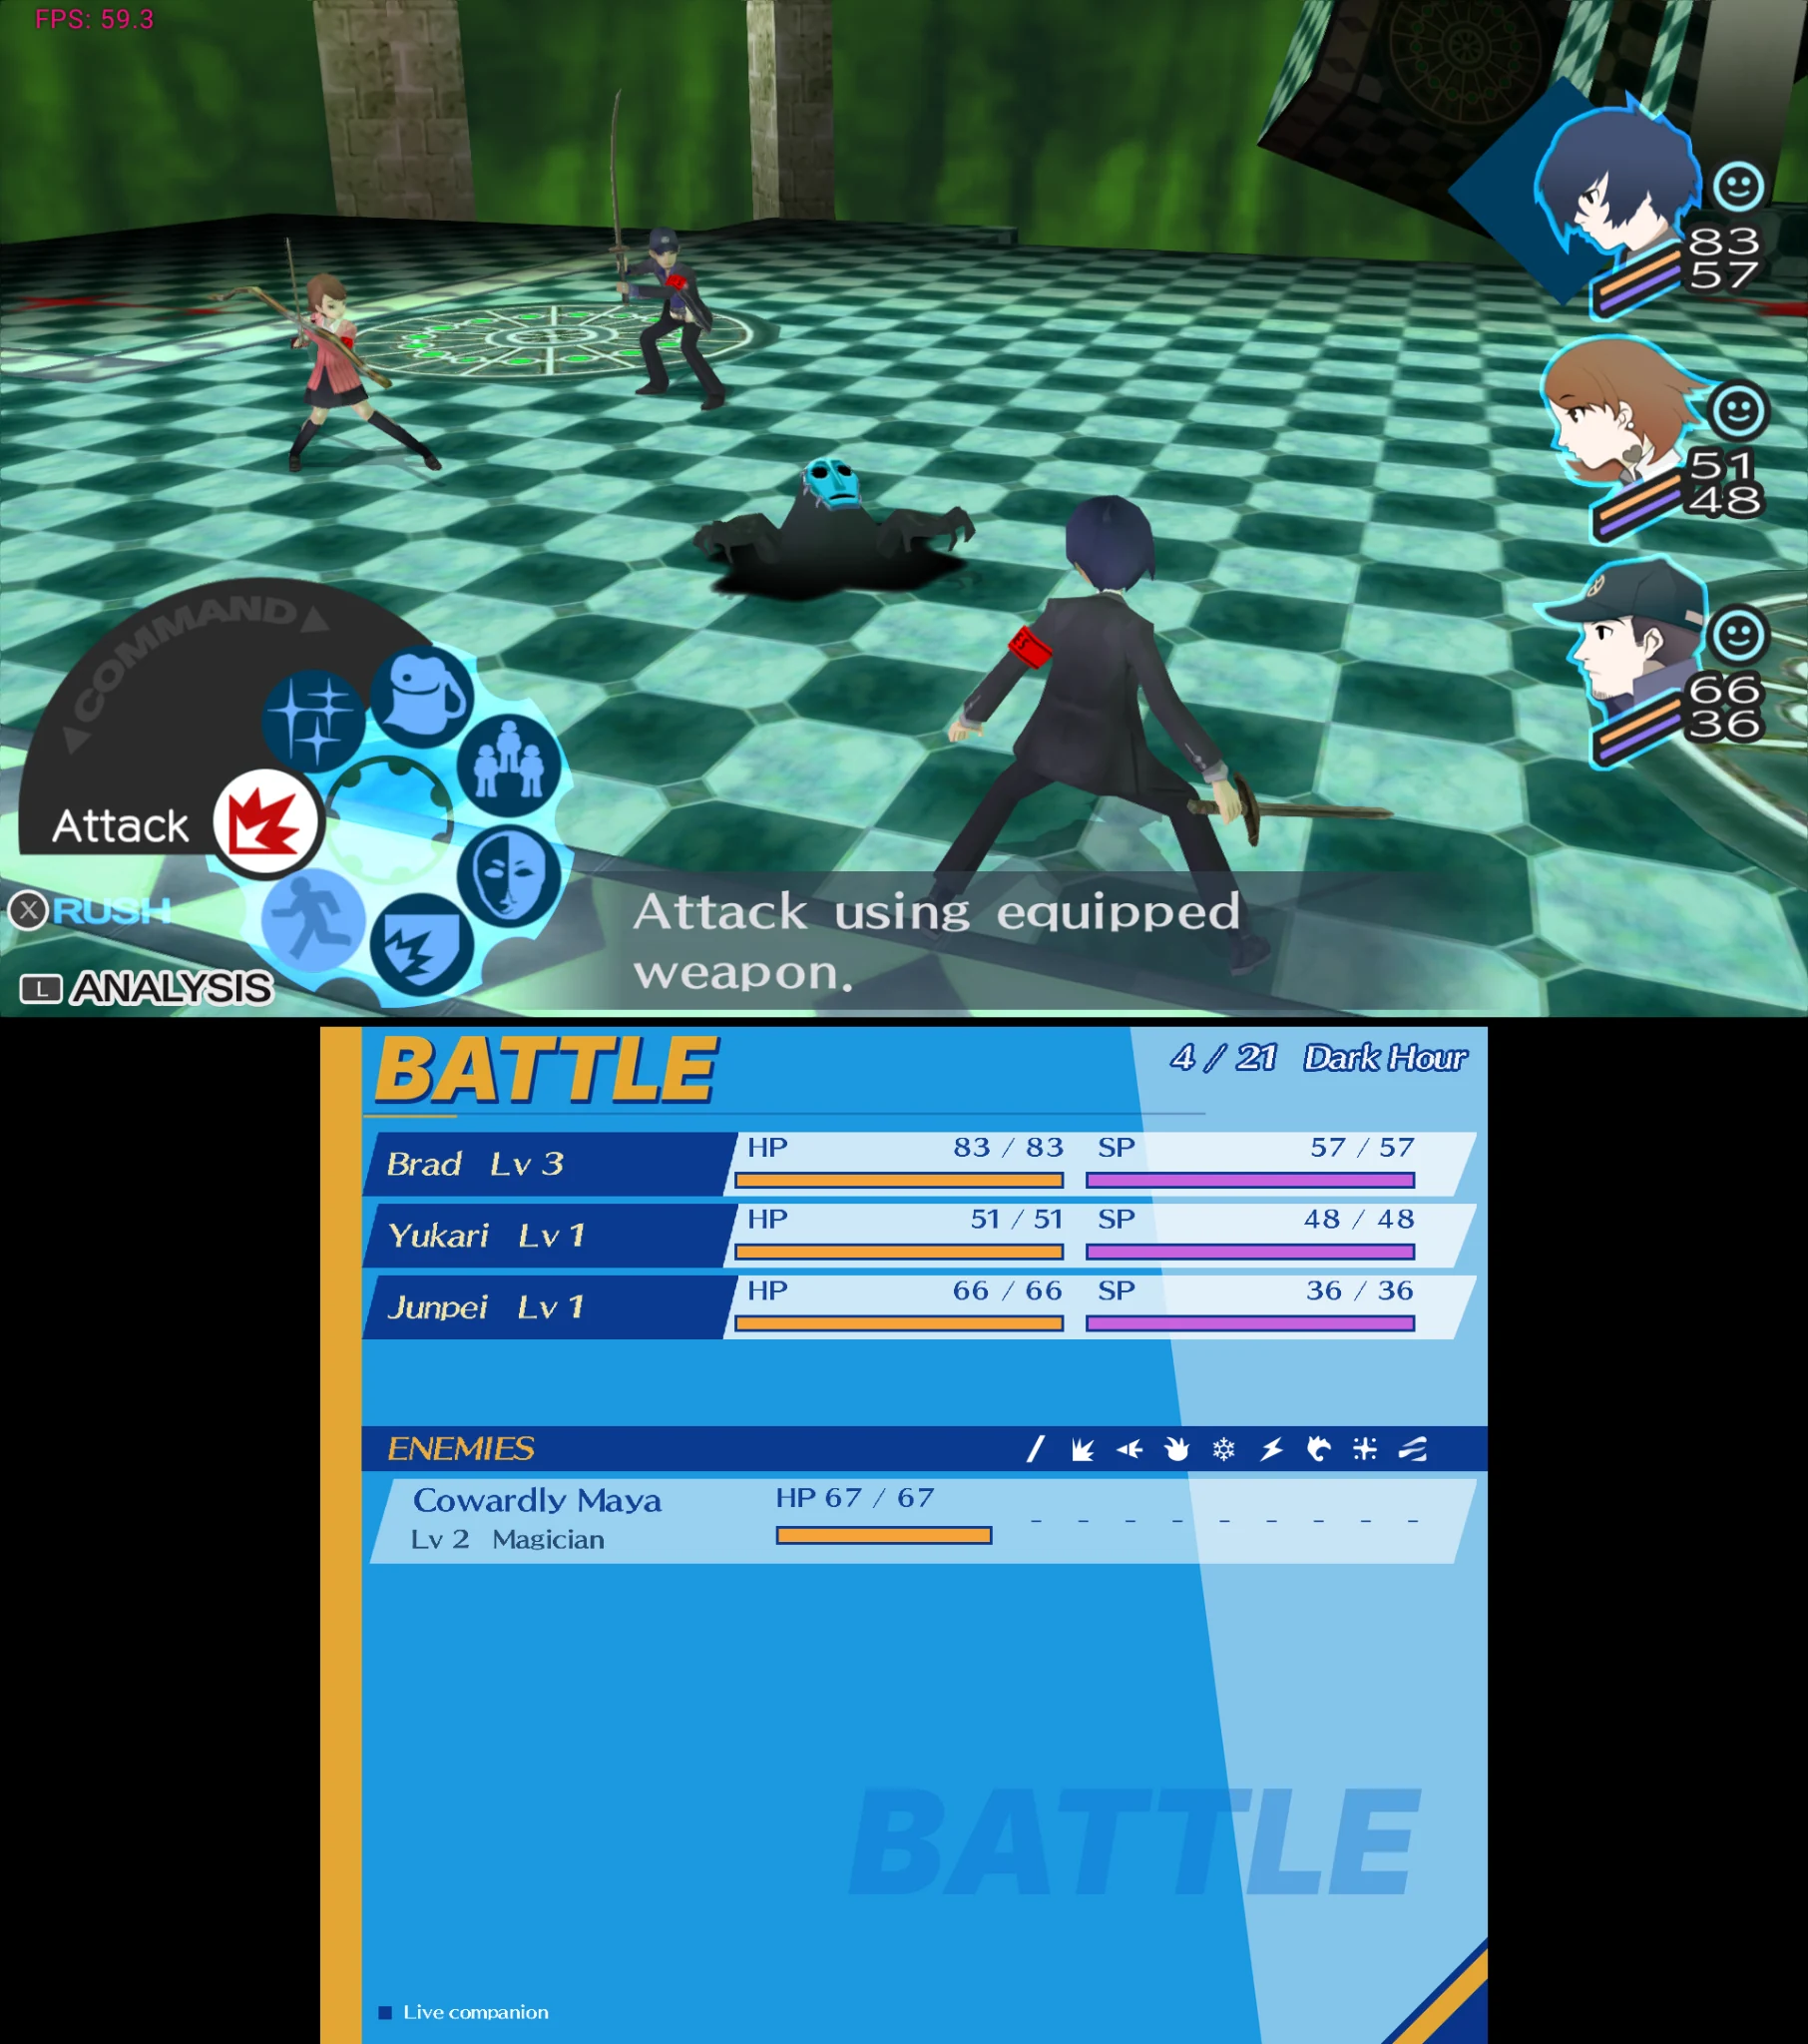 FPS: 59.3
83
57
51
48
66
36
COMMAND
Attack
X RUSH
L ANALYSIS
Attack using equipped
weapon.
BATTLE
4 / 21 Dark Hour
Brad Lv 3 HP 83 / 83 SP 57 / 57
Yukari Lv 1 HP 51 / 51 SP 48 / 48
Junpei Lv 1 HP 66 / 66 SP 36 / 36
ENEMIES
Cowardly Maya HP 67 / 67
Lv 2 Magician - - - - - - - - -
BATTLE
Live companion